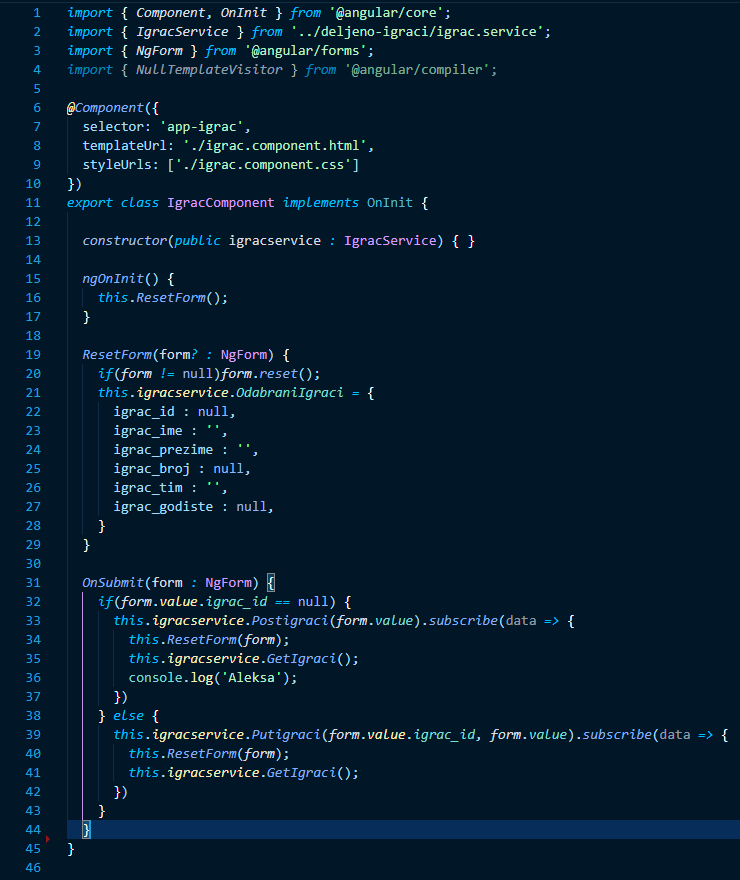 1 import { Component, OnInit } from '@angular/core';
2 import { IgracService } from '../deljeno-igraci/igrac.service';
3 import { NgForm } from '@angular/forms';
4 import { NullTemplateVisitor } from '@angular/compiler';
5
6 @Component({
7   selector: 'app-igrac',
8   templateUrl: './igrac.component.html',
9   styleUrls: ['./igrac.component.css']
10 })
11 export class IgracComponent implements OnInit {
12
13   constructor(public igracservice : IgracService) { }
14
15   ngOnInit() {
16     this.ResetForm();
17   }
18
19   ResetForm(form? : NgForm) {
20     if(form != null)form.reset();
21     this.igracservice.OdabraniIgraci = {
22       igrac_id : null,
23       igrac_ime : '',
24       igrac_prezime : '',
25       igrac_broj : null,
26       igrac_tim : '',
27       igrac_godiste : null,
28     }
29   }
30
31   OnSubmit(form : NgForm) {
32     if(form.value.igrac_id == null) {
33       this.igracservice.Postigraci(form.value).subscribe(data => {
34         this.ResetForm(form);
35         this.igracservice.GetIgraci();
36         console.log('Aleksa');
37       })
38     } else {
39       this.igracservice.Putigraci(form.value.igrac_id, form.value).subscribe(data => {
40         this.ResetForm(form);
41         this.igracservice.GetIgraci();
42       })
43     }
44   }
45 }
46